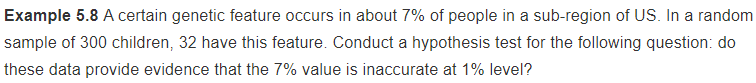 Example 5.8 A certain genetic feature occurs in about 7% of people in a sub-region of US. In a random
sample of 300 children, 32 have this feature. Conduct a hypothesis test for the following question: do
these data provide evidence that the 7% value is inaccurate at 1% level?